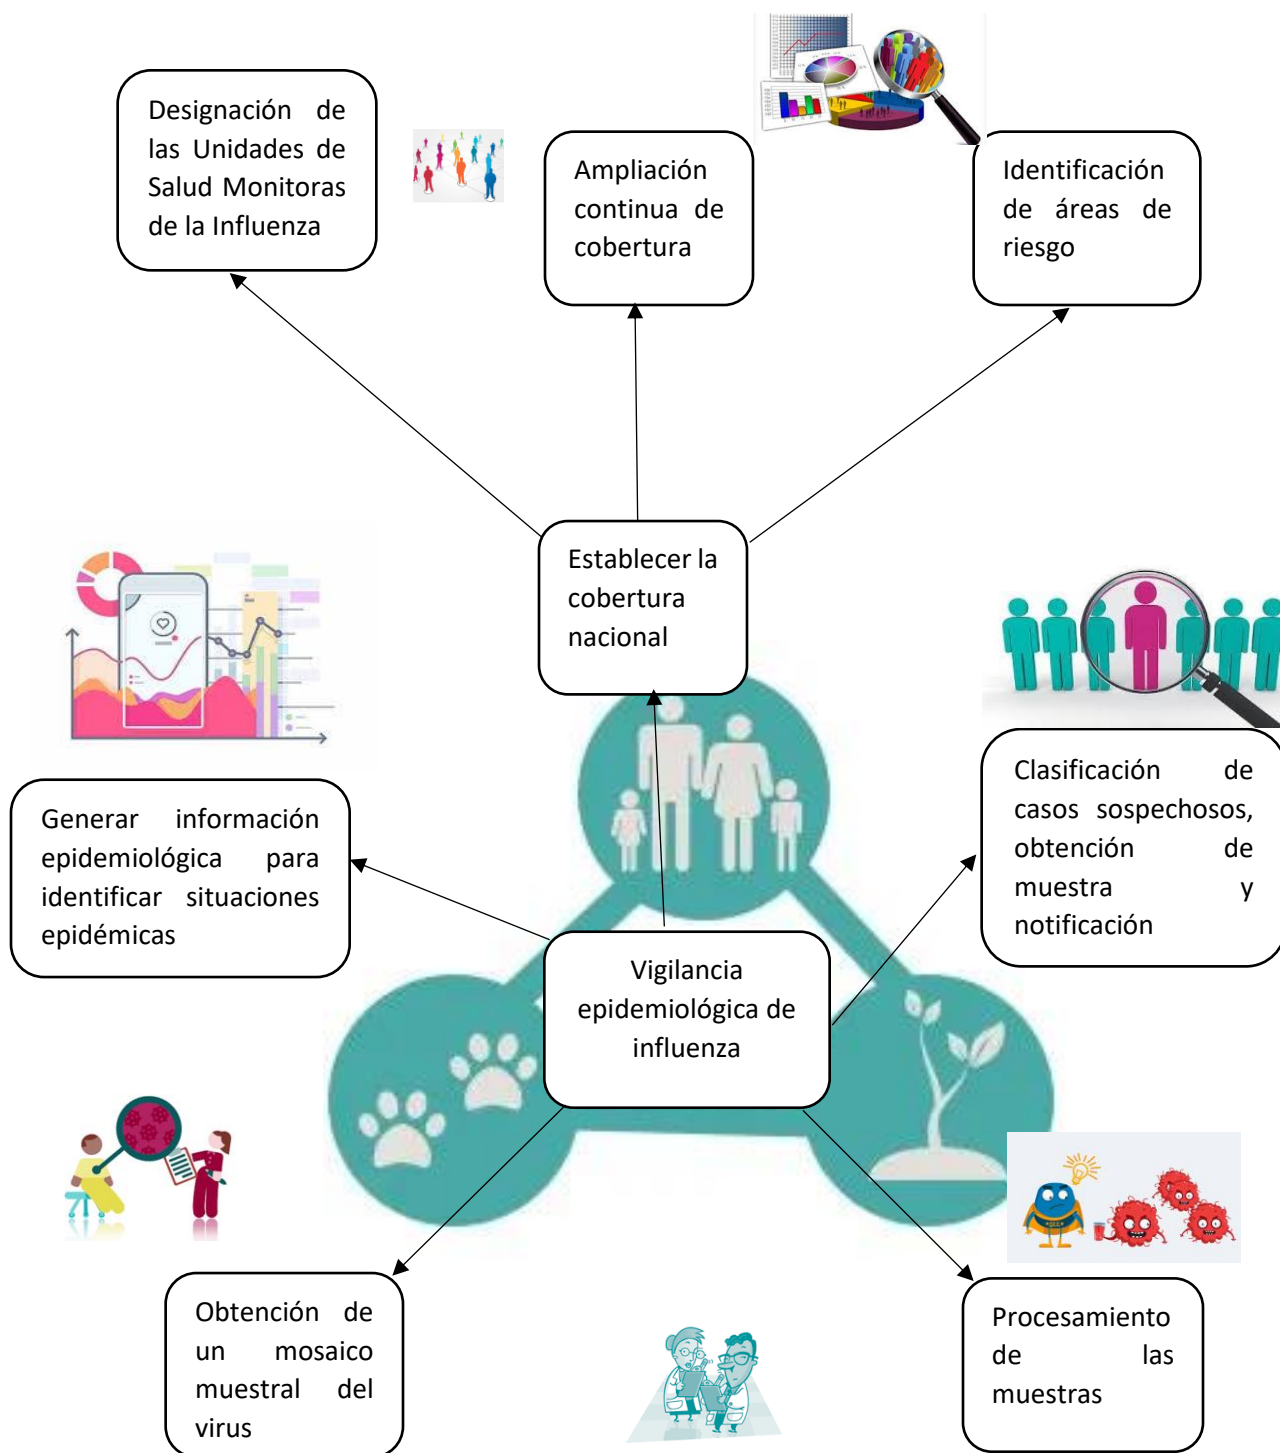 Designación de
las Unidades de
Salud Monitoras
de la Influenza
Ampliación
continua de
cobertura
Identificación
de áreas de
riesgo
Establecer la
cobertura
nacional
Generar información
epidemiológica para
identificar situaciones
epidémicas
Clasificación de
casos sospechosos,
obtención de
muestra y
notificación
Vigilancia
epidemiológica de
influenza
Obtención de
un mosaico
muestral del
virus
Procesamiento
de las
muestras